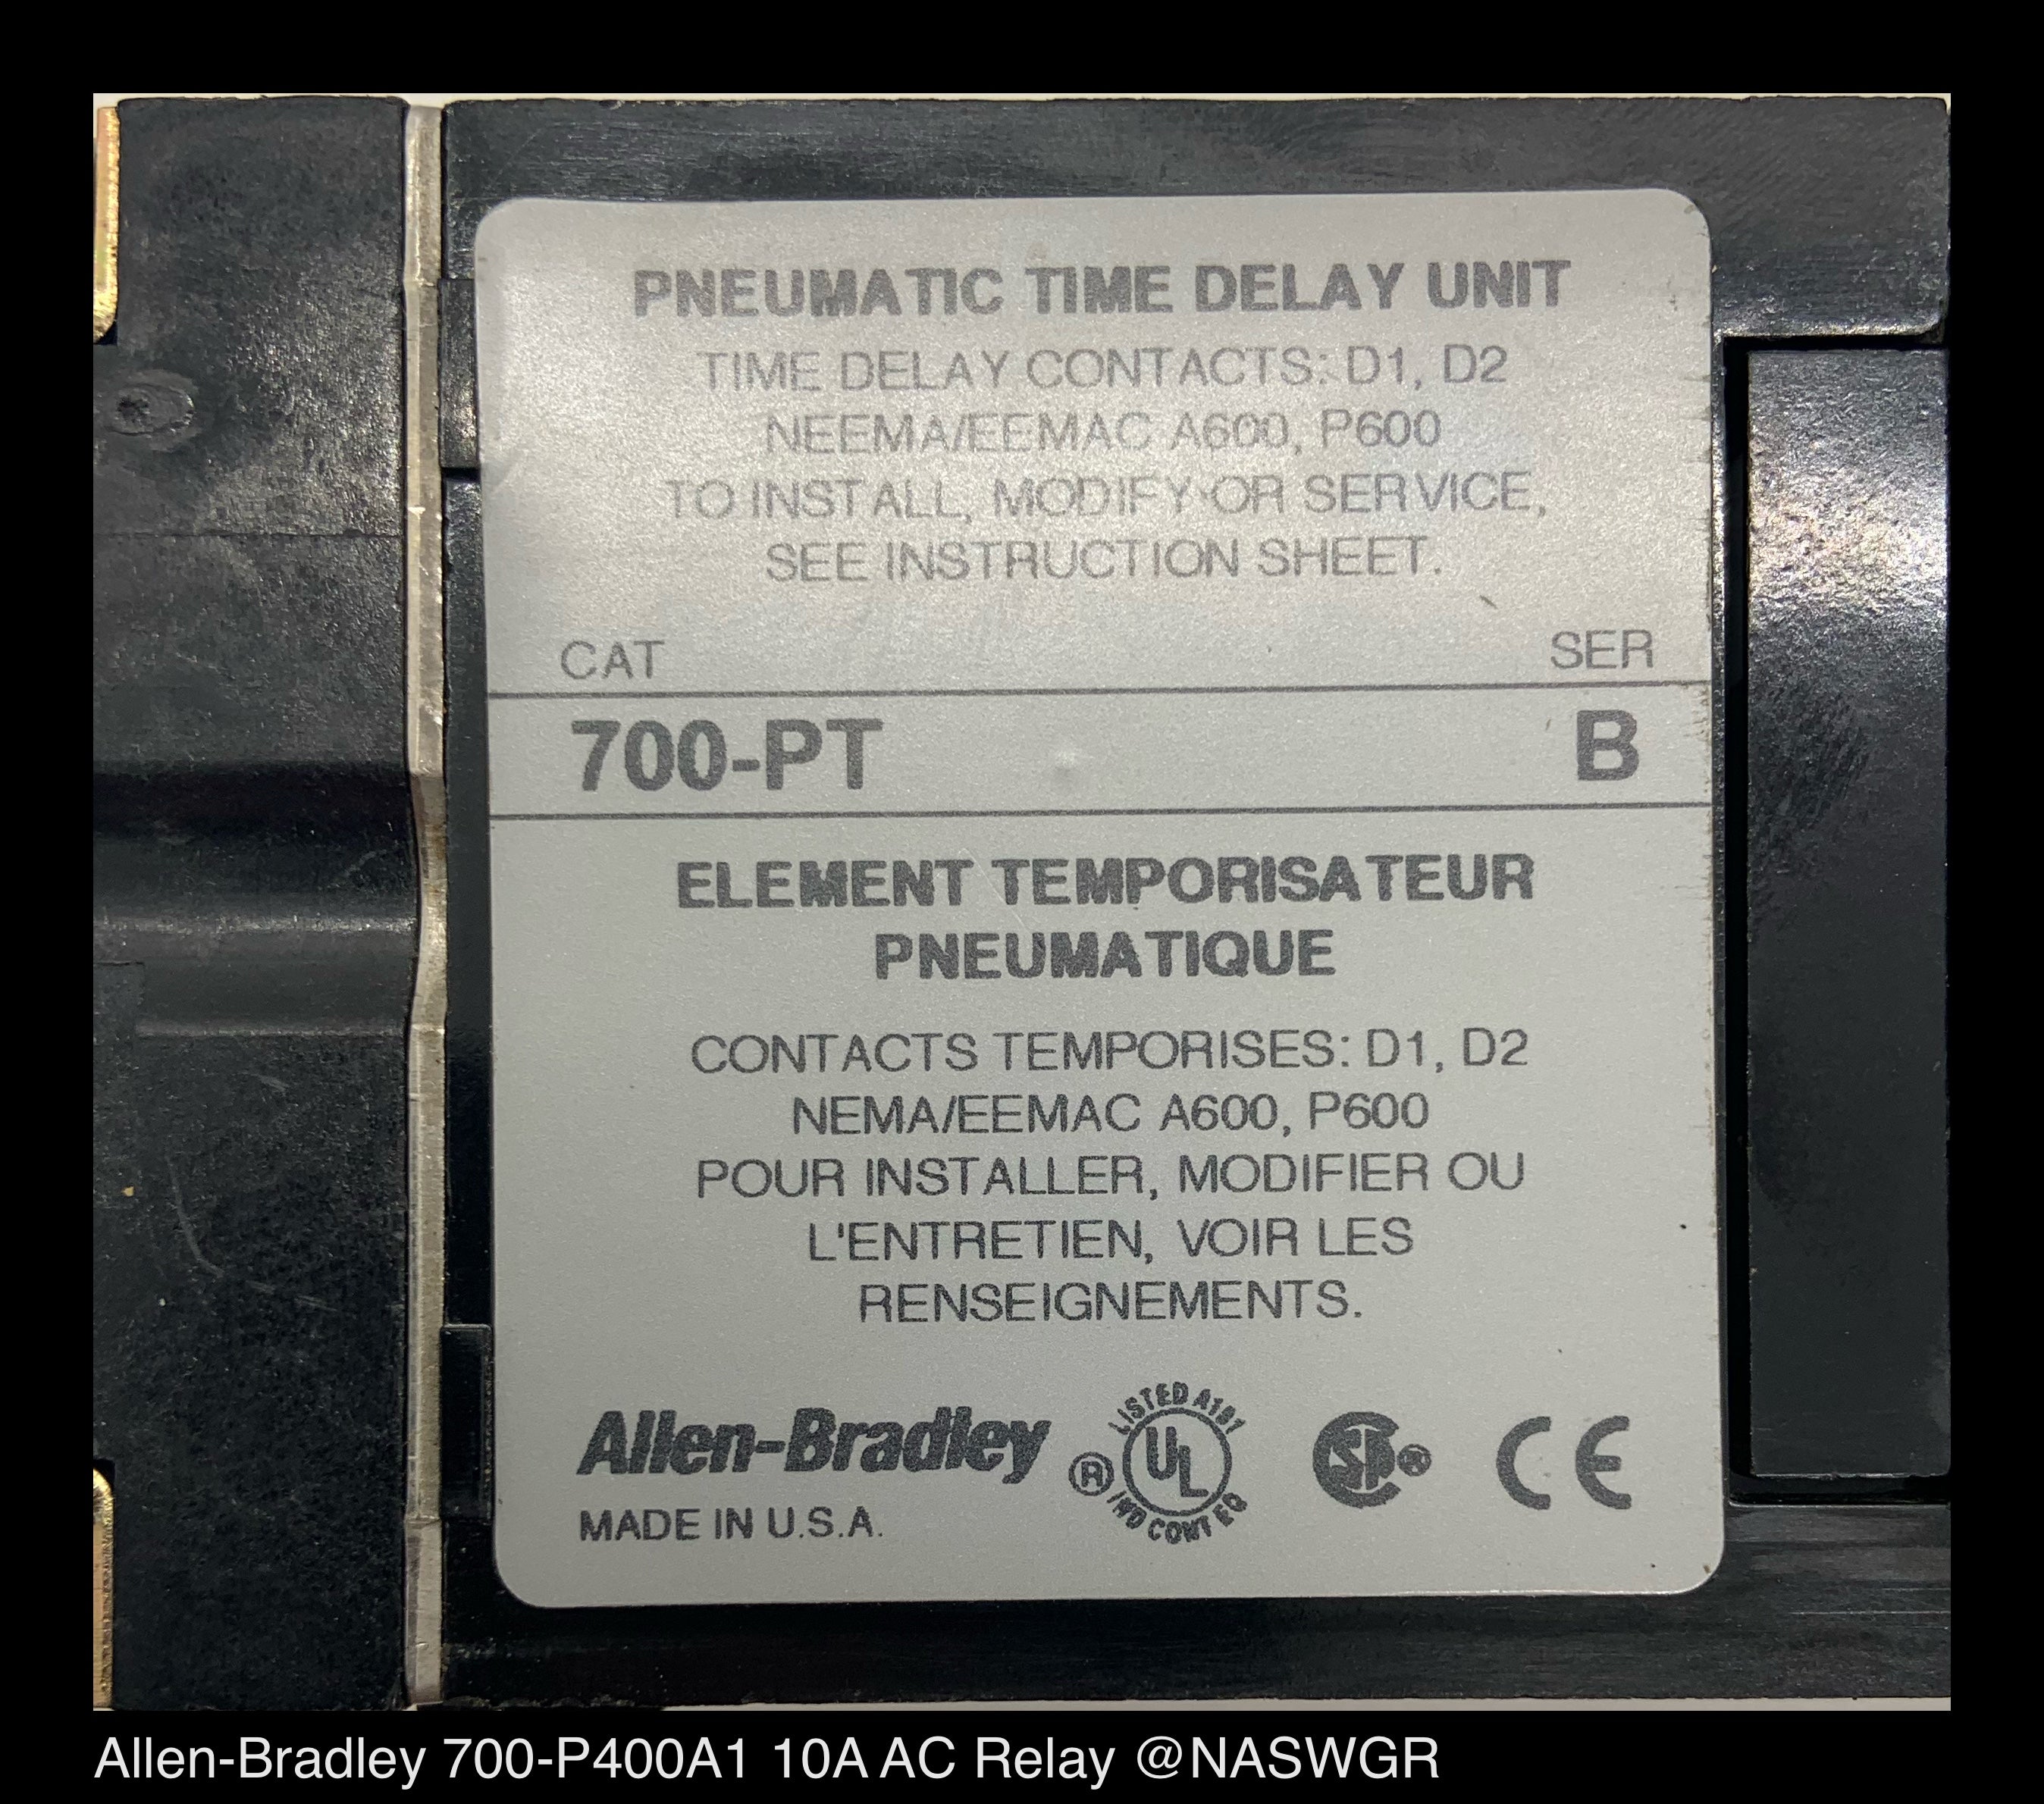 PNEUMATIC TIME DELAY UNIT
TIME DELAY CONTACTS: D1, D2
NEEMA/EEMAC A600, P600
TO INSTALL, MODIFY OR SERVICE,
SEE INSTRUCTION SHEET.
CAT SER
700-PT B
ELEMENT TEMPORISATEUR
PNEUMATIQUE
CONTACTS TEMPORISES: D1, D2
NEMA/EEMAC A600, P600
POUR INSTALLER, MODIFIER OU
L'ENTRETIEN, VOIR LES
RENSEIGNEMENTS.
Allen-Bradley
MADE IN U.S.A.
LISTED A191
® UL
IND CONT EQ
SA ®
CE
Allen-Bradley 700-P400A1 10A AC Relay @NASWGR